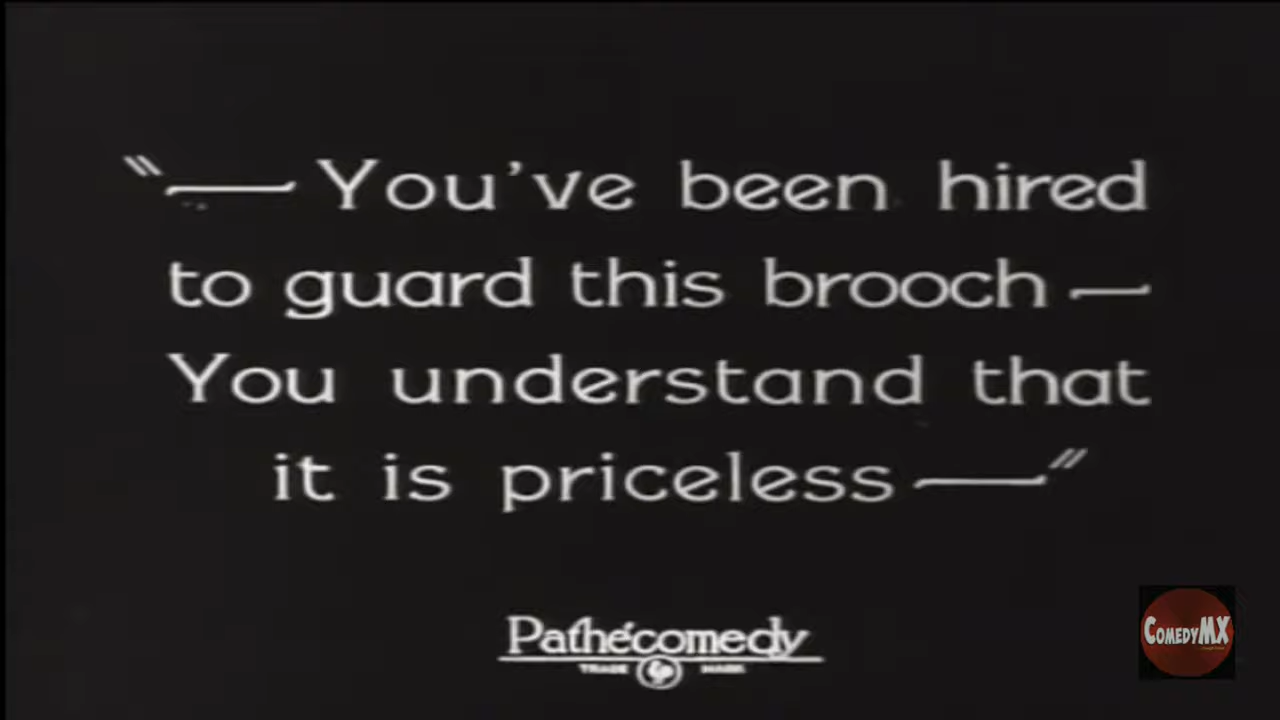 "— You've been hired
to guard this brooch —
You understand that
it is priceless —"
Pathécomedy
TRADE MARK
COMEDYMX